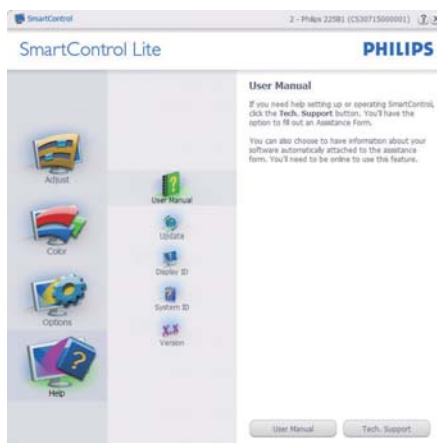 SmartControl
2 - Philips 225B1 (CS30715000001)
SmartControl Lite
PHILIPS
Adjust
Color
Options
Help
User Manual
Update
Display ID
System ID
Version
User Manual
If you need help setting up or operating SmartControl,
click the Tech. Support button. You'll have the
option to fill out an Assistance Form.
You can also choose to have information about your
software automatically attached to the assistance
form. You'll need to be online to use this feature.
User Manual
Tech. Support